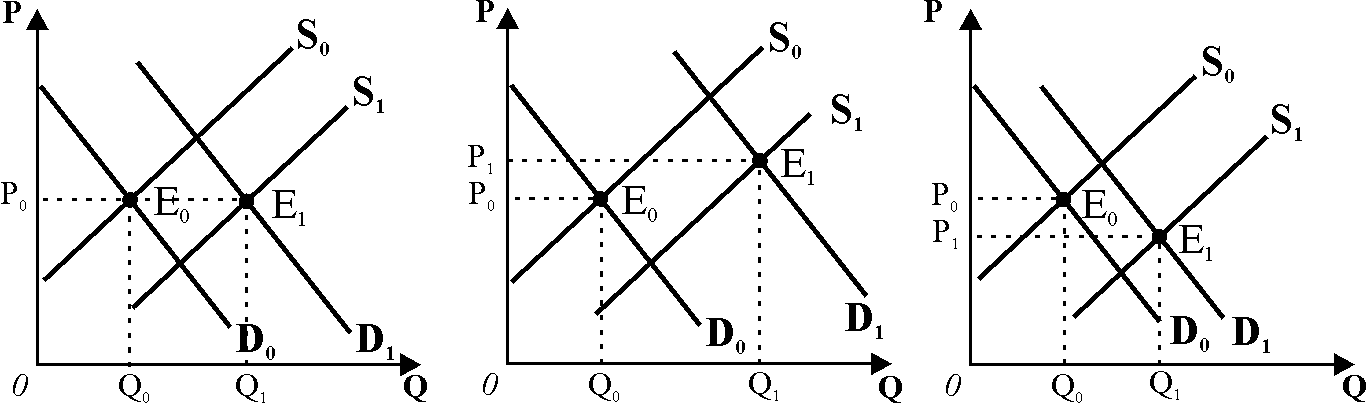 P
S₀
S₁
P₀
E₀
E₁
D₀
D₁
0
Q₀
Q₁
Q
P
S₀
S₁
P₁
P₀
E₀
E₁
D₀
D₁
0
Q₀
Q₁
Q
P
S₀
S₁
P₀
P₁
E₀
E₁
D₀
D₁
0
Q₀
Q₁
Q